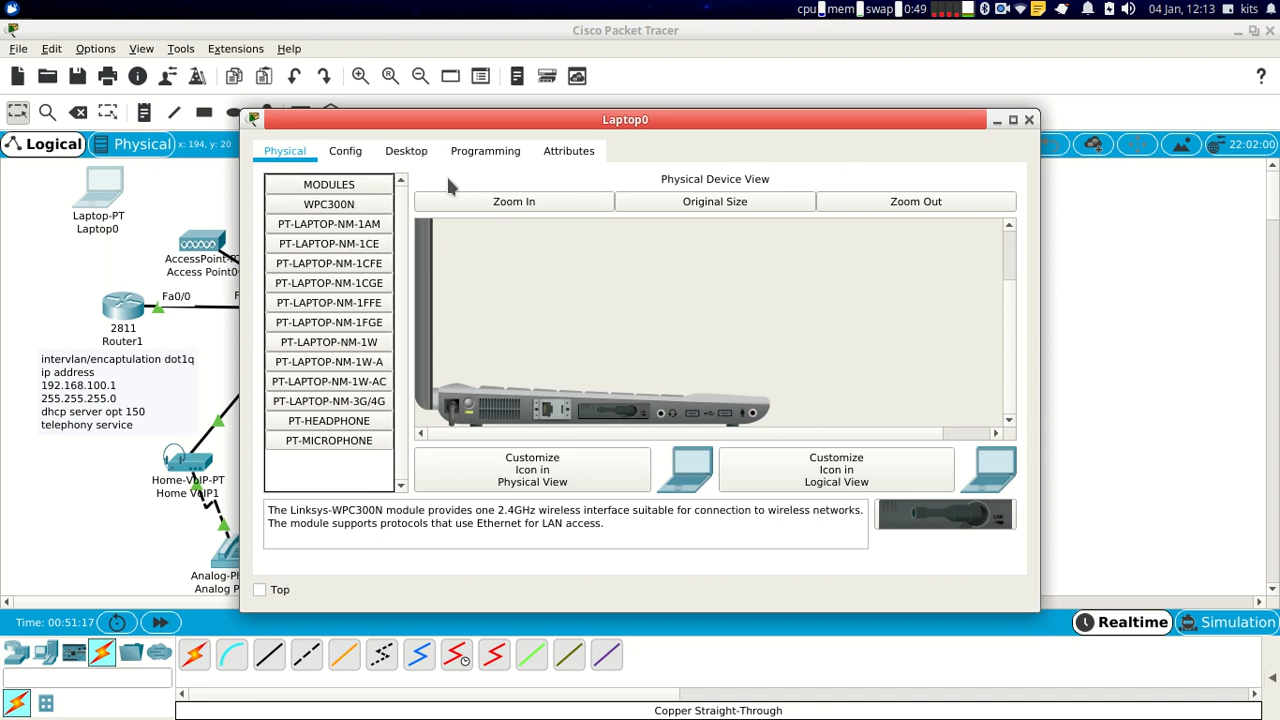 cpu mem swap 0:49 04 Jan, 12:13 kits
Cisco Packet Tracer
File Edit Options View Tools Extensions Help
?
Laptop0
Logical Physical x: 194, y: 20 22:02:00
Physical Config Desktop Programming Attributes
MODULES
WPC300N
PT-LAPTOP-NM-1AM
PT-LAPTOP-NM-1CE
PT-LAPTOP-NM-1CFE
PT-LAPTOP-NM-1CGE
PT-LAPTOP-NM-1FFE
PT-LAPTOP-NM-1FGE
PT-LAPTOP-NM-1W
PT-LAPTOP-NM-1W-A
PT-LAPTOP-NM-1W-AC
PT-LAPTOP-NM-3G/4G
PT-HEADPHONE
PT-MICROPHONE
Physical Device View
Zoom In Original Size Zoom Out
Customize
Icon in
Physical View
Customize
Icon in
Logical View
The Linksys-WPC300N module provides one 2.4GHz wireless interface suitable for connection to wireless networks.
The module supports protocols that use Ethernet for LAN access.
Top
Laptop-PT
Laptop0
AccessPoint-P
Access Point0
Fa0/0 F
2811
Router1
intervlan/encaptulation dot1q
ip address
192.168.100.1
255.255.255.0
dhcp server opt 150
telephony service
Home-VoIP-PT
Home VoIP1
Analog-Ph
Analog P
Time: 00:51:17 Realtime Simulation
Copper Straight-Through